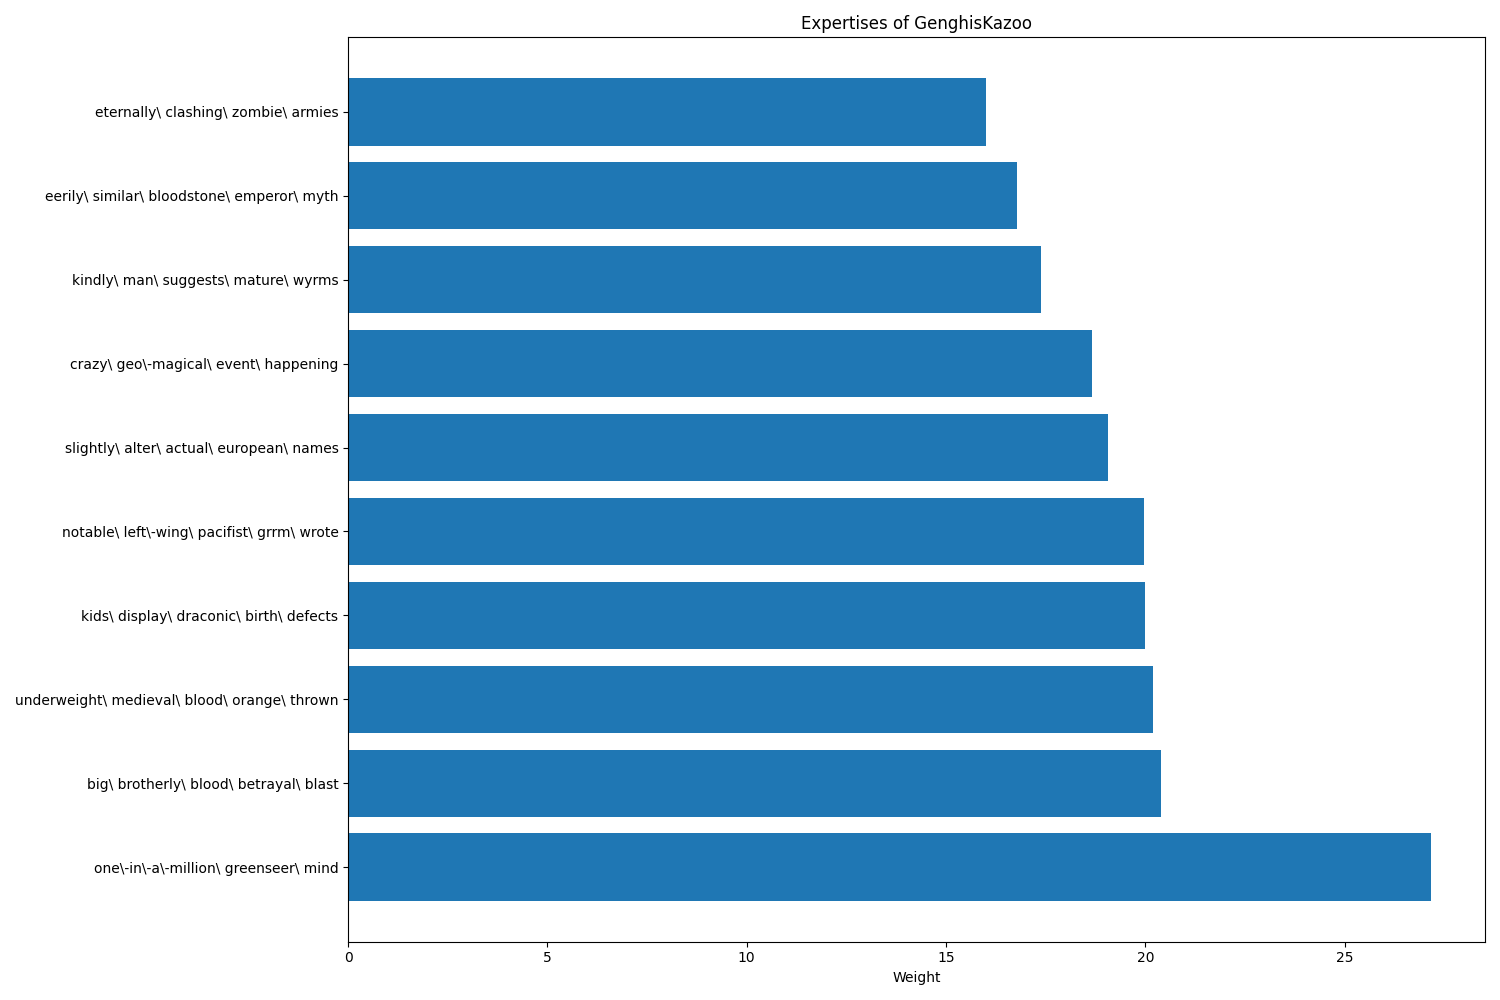 Expertises of GenghisKazoo
eternally\ clashing\ zombie\ armies
eerily\ similar\ bloodstone\ emperor\ myth
kindly\ man\ suggests\ mature\ wyrms
crazy\ geo\-magical\ event\ happening
slightly\ alter\ actual\ european\ names
notable\ left\-wing\ pacifist\ grrm\ wrote
kids\ display\ draconic\ birth\ defects
underweight\ medieval\ blood\ orange\ thrown
big\ brotherly\ blood\ betrayal\ blast
one\-in\-a\-million\ greenseer\ mind
0 5 10 15 20 25
Weight